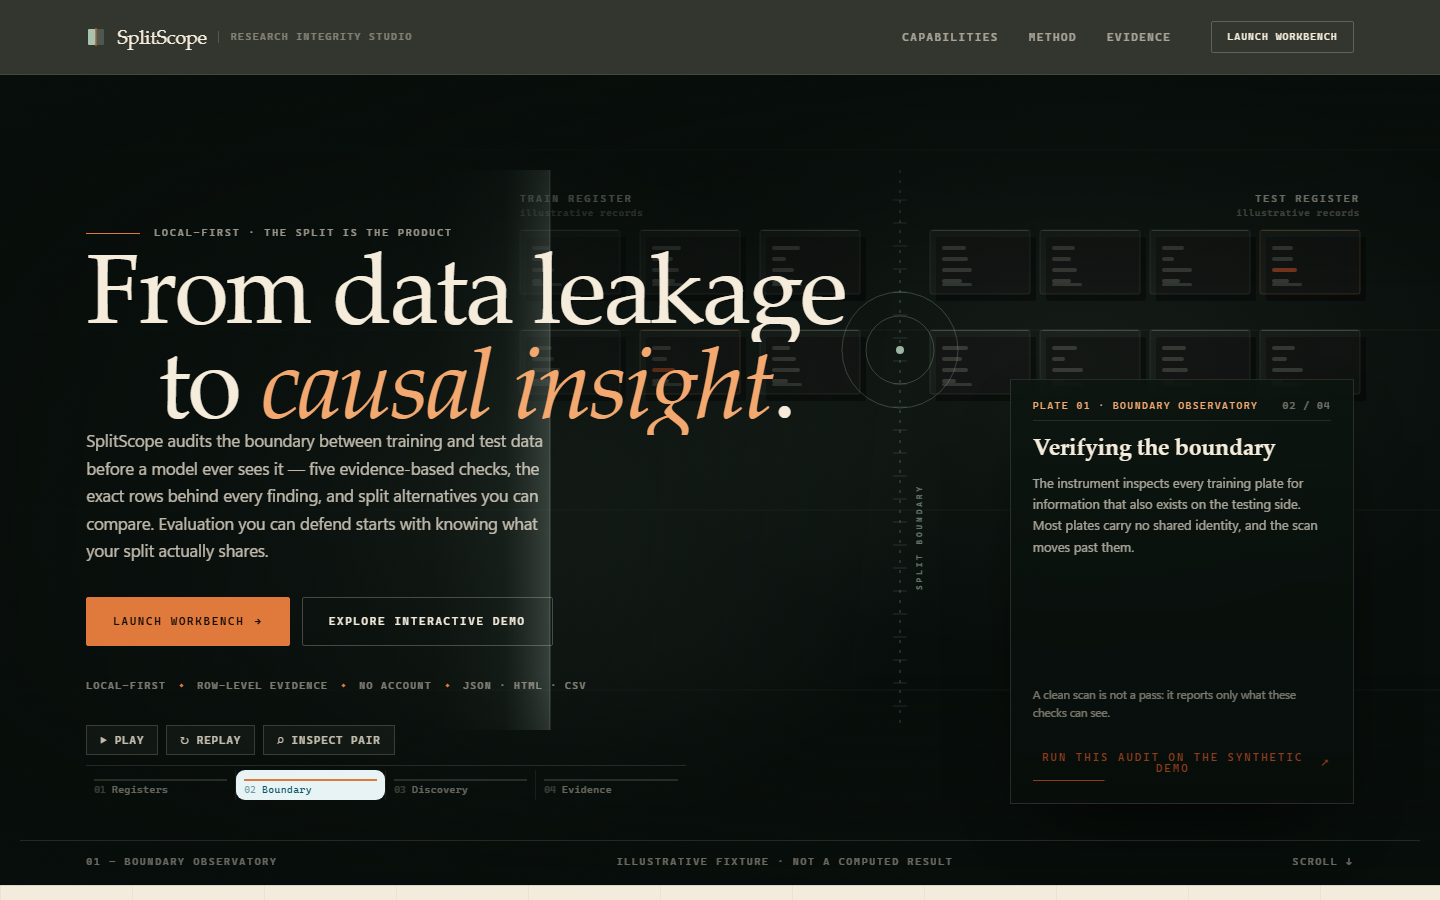 SplitScope
RESEARCH INTEGRITY STUDIO
CAPABILITIES
METHOD
EVIDENCE
LAUNCH WORKBENCH
TRAIN REGISTER
illustrative records
TEST REGISTER
illustrative records
LOCAL-FIRST · THE SPLIT IS THE PRODUCT
From data leakage
to causal insight.
SplitScope audits the boundary between training and test data
before a model ever sees it — five evidence-based checks, the
exact rows behind every finding, and split alternatives you can
compare. Evaluation you can defend starts with knowing what
your split actually shares.
LAUNCH WORKBENCH →
EXPLORE INTERACTIVE DEMO
LOCAL-FIRST ✦ ROW-LEVEL EVIDENCE ✦ NO ACCOUNT ✦ JSON · HTML · CSV
▶ PLAY
↻ REPLAY
⌕ INSPECT PAIR
01 Registers
02 Boundary
03 Discovery
04 Evidence
SPLIT BOUNDARY
PLATE 01 · BOUNDARY OBSERVATORY
02 / 04
Verifying the boundary
The instrument inspects every training plate for
information that also exists on the testing side.
Most plates carry no shared identity, and the scan
moves past them.
A clean scan is not a pass: it reports only what these
checks can see.
RUN THIS AUDIT ON THE SYNTHETIC
DEMO
↗
01 — BOUNDARY OBSERVATORY
ILLUSTRATIVE FIXTURE · NOT A COMPUTED RESULT
SCROLL ↓